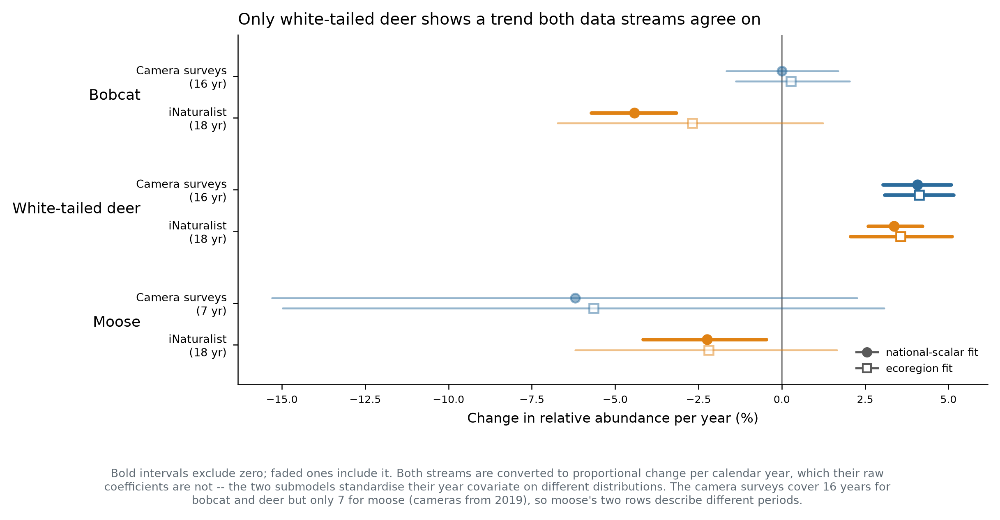 Only white-tailed deer shows a trend both data streams agree on
Bobcat
Camera surveys
(16 yr)
iNaturalist
(18 yr)
White-tailed deer
Camera surveys
(16 yr)
iNaturalist
(18 yr)
Moose
Camera surveys
(7 yr)
iNaturalist
(18 yr)
national-scalar fit
ecoregion fit
−15.0 −12.5 −10.0 −7.5 −5.0 −2.5 0.0 2.5 5.0
Change in relative abundance per year (%)
Bold intervals exclude zero; faded ones include it. Both streams are converted to proportional change per calendar year, which their raw
coefficients are not -- the two submodels standardise their year covariate on different distributions. The camera surveys cover 16 years for
bobcat and deer but only 7 for moose (cameras from 2019), so moose's two rows describe different periods.